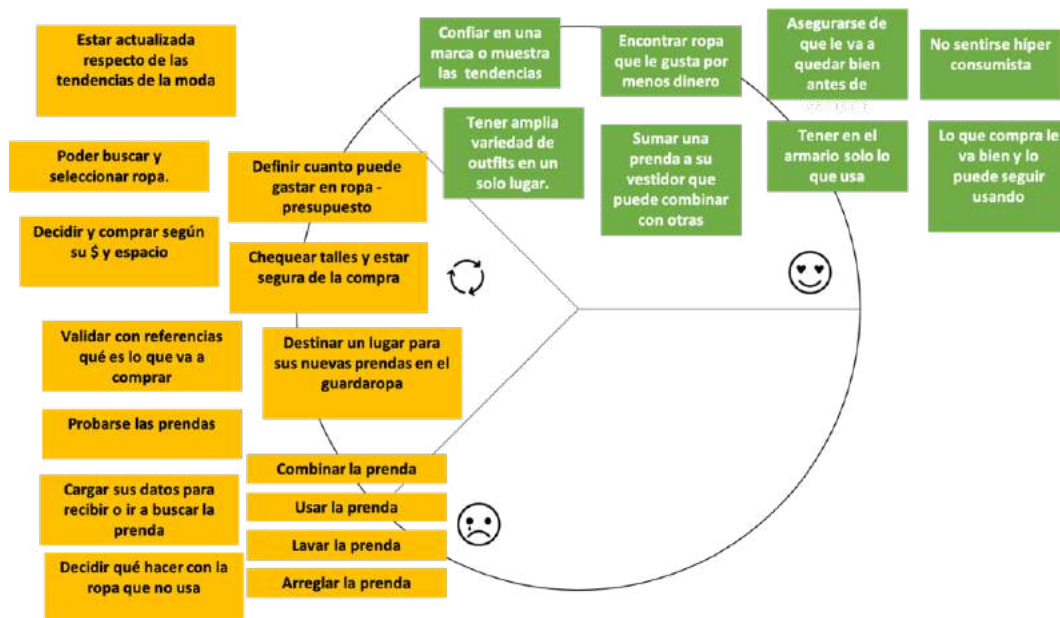 Estar actualizada
respecto de las
tendencias de la moda
Poder buscar y
seleccionar ropa.
Decidir y comprar según
su $ y espacio
Validar con referencias
qué es lo que va a
comprar
Probarse las prendas
Cargar sus datos para
recibir o ir a buscar la
prenda
Decidir qué hacer con la
ropa que no usa
Definir cuanto puede
gastar en ropa -
presupuesto
Chequear talles y estar
segura de la compra
Destinar un lugar para
sus nuevas prendas en el
guardaropa
Combinar la prenda
Usar la prenda
Lavar la prenda
Arreglar la prenda
Confiar en una
marca o muestra
las tendencias
Tener amplia
variedad de
outfits en un
solo lugar.
Encontrar ropa
que le gusta por
menos dinero
Sumar una
prenda a su
vestidor que
puede combinar
con otras
Asegurarse de
que le va a
quedar bien
antes de
Tener en el
armario solo lo
que usa
No sentirse híper
consumista
Lo que compra le
va bien y lo
puede seguir
usando